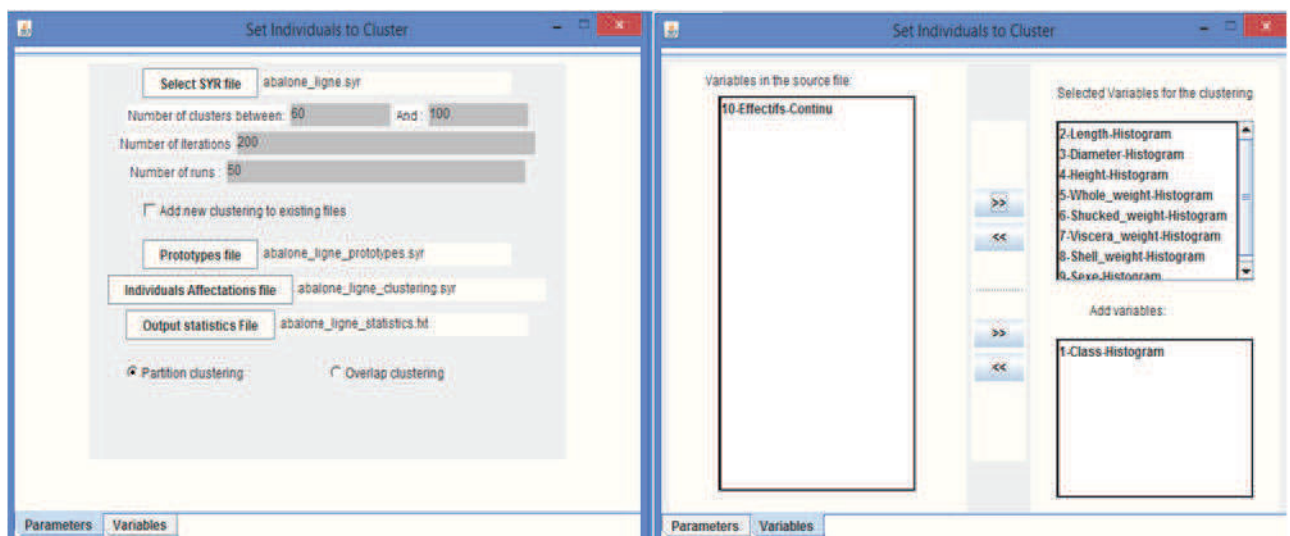 Set Individuals to Cluster
Select SYR file abalone_ligne.syr
Number of clusters between: 60 And : 100
Number of iterations 200
Number of runs : 50
Add new clustering to existing files
Prototypes file abalone_ligne_prototypes.syr
Individuals Affectations file abalone_ligne_clustering.syr
Output statistics File abalone_ligne_statistics.txt
Partition clustering Overlap clustering
Parameters Variables
Set Individuals to Cluster
Variables in the source file:
10-Effectifs-Continu
>>
<<
>>
<<
Selected Variables for the clustering
2-Length-Histogram
3-Diameter-Histogram
4-Height-Histogram
5-Whole_weight-Histogram
6-Shucked_weight-Histogram
7-Viscera_weight-Histogram
8-Shell_weight-Histogram
9-Sexe-Histogram
Add variables:
1-Class-Histogram
Parameters Variables